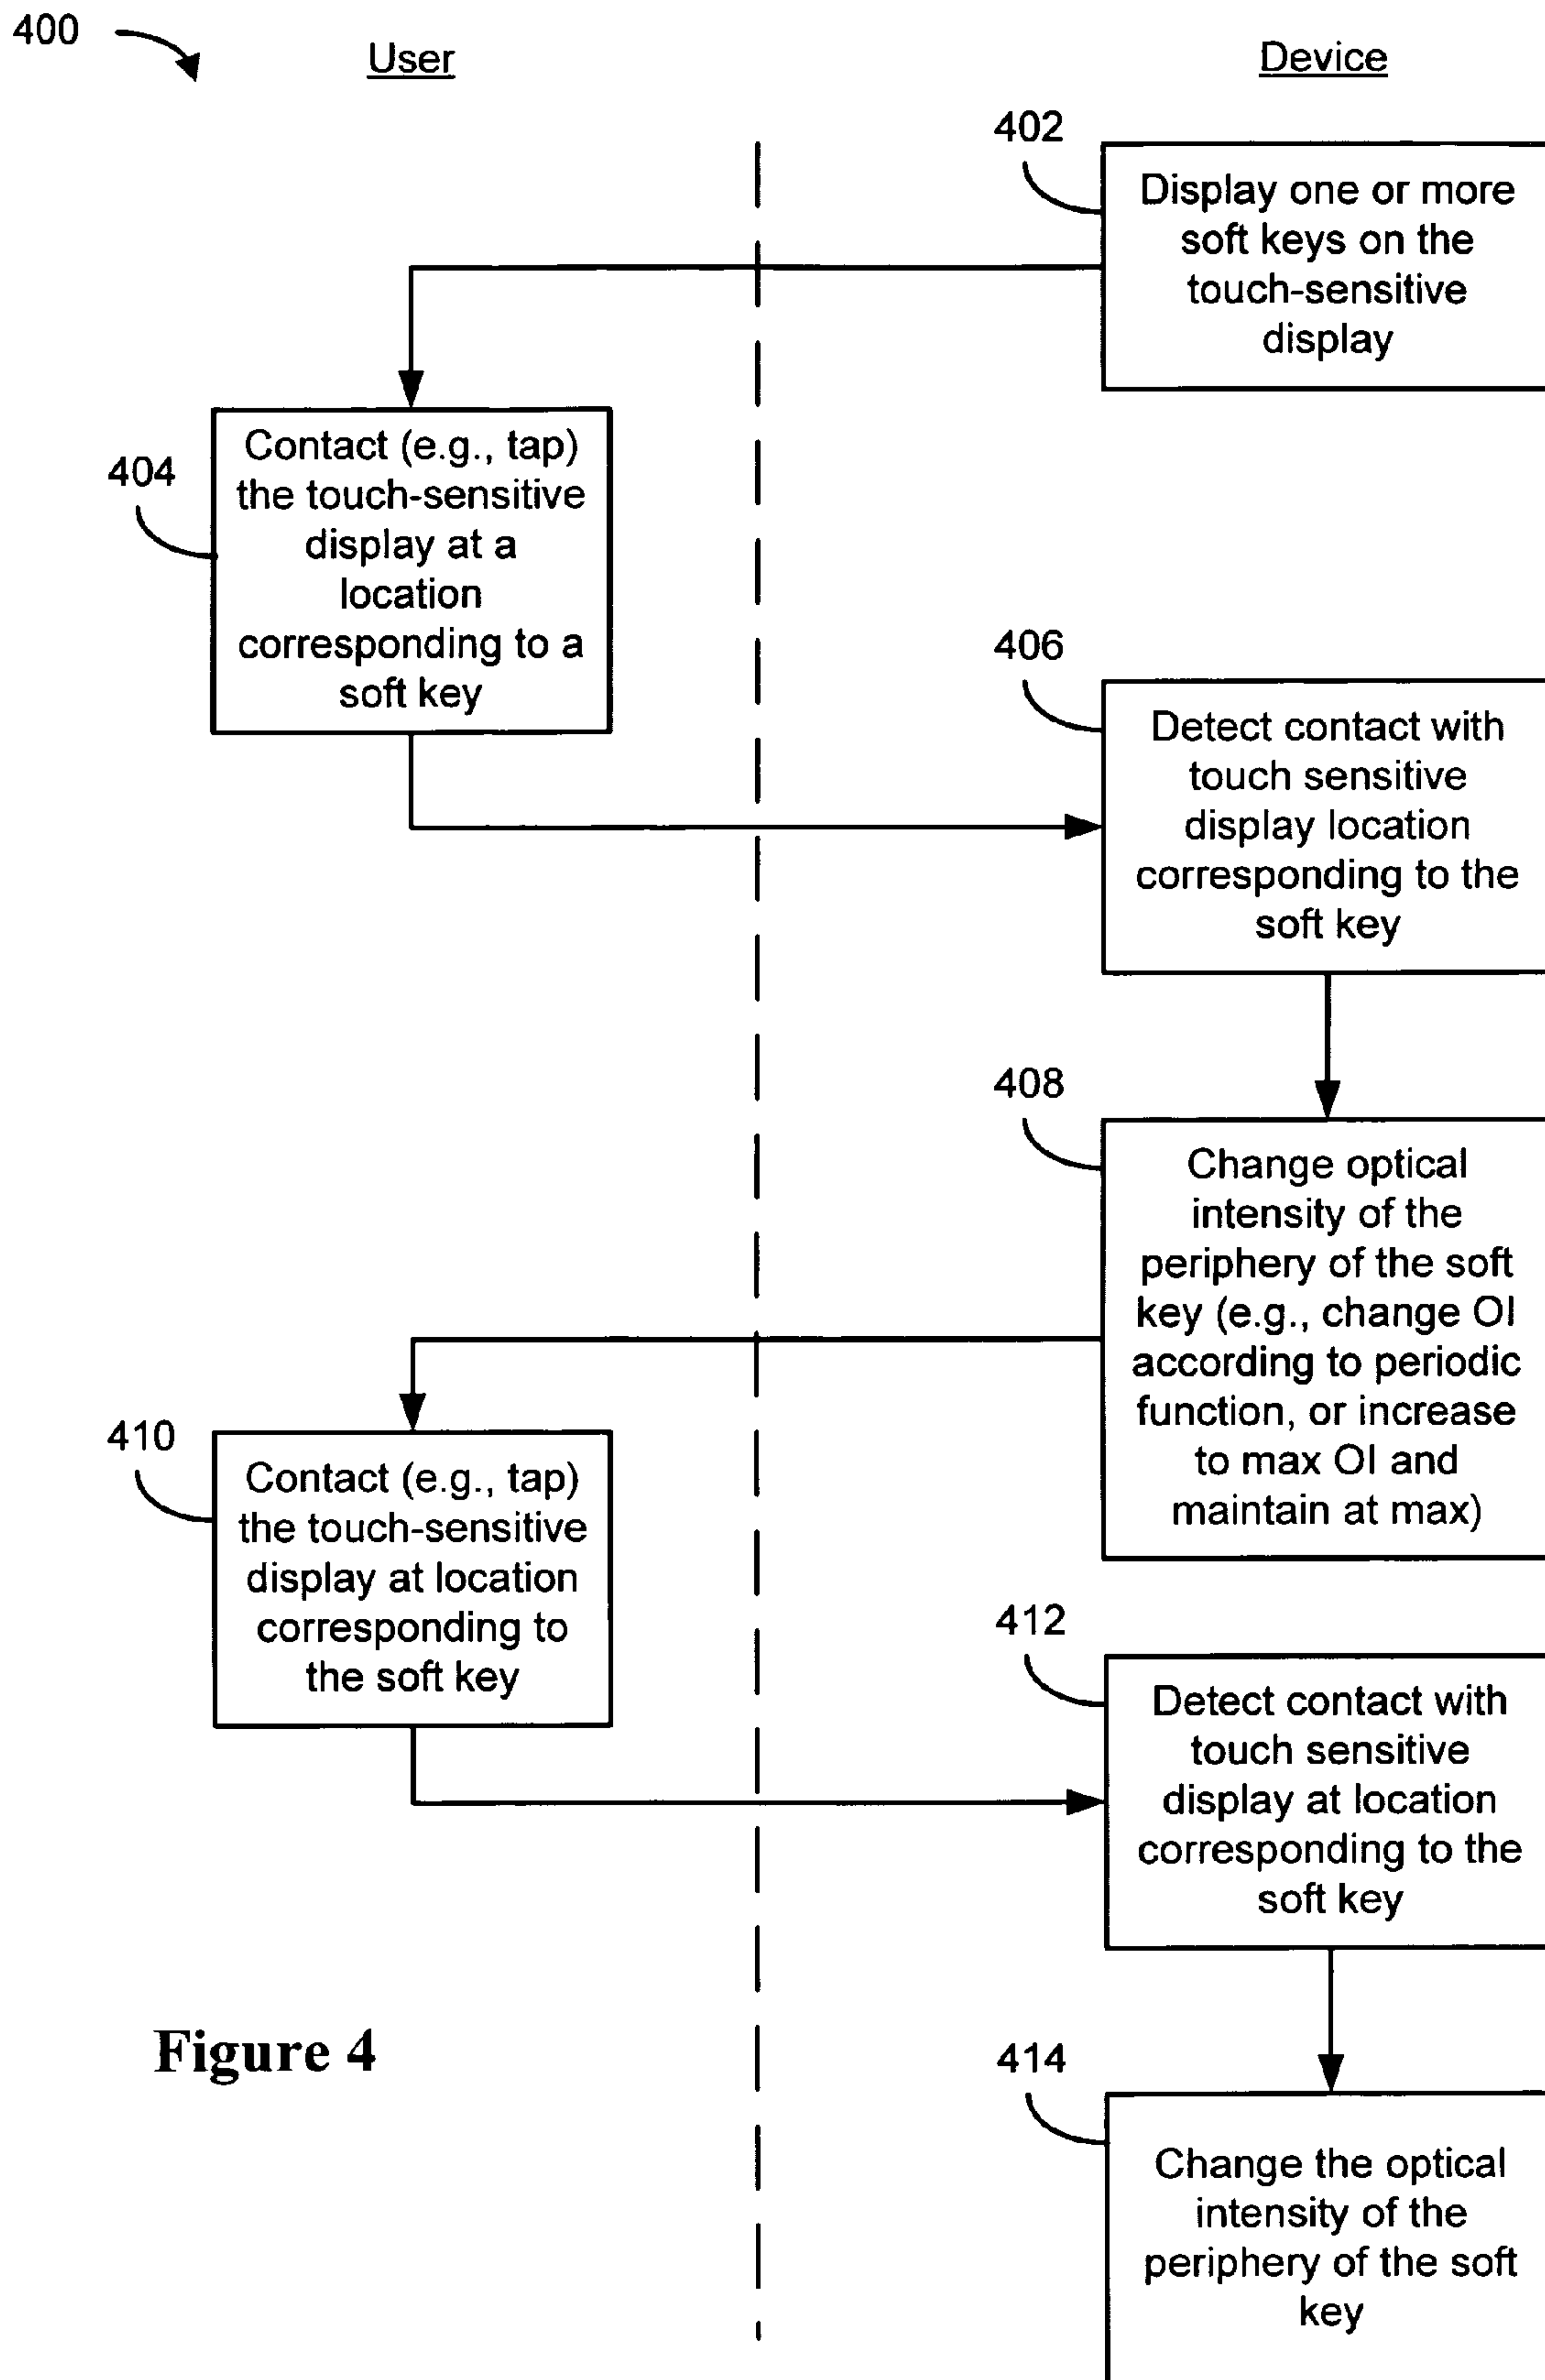 400
User
Device
402
Display one or more
soft keys on the
touch-sensitive
display
404
Contact (e.g., tap)
the touch-sensitive
display at a
location
corresponding to a
soft key
406
Detect contact with
touch sensitive
display location
corresponding to the
soft key
408
Change optical
intensity of the
periphery of the soft
key (e.g., change OI
according to periodic
function, or increase
to max OI and
maintain at max)
410
Contact (e.g., tap)
the touch-sensitive
display at location
corresponding to
the soft key
412
Detect contact with
touch sensitive
display at location
corresponding to the
soft key
414
Change the optical
intensity of the
periphery of the soft
key
Figure 4